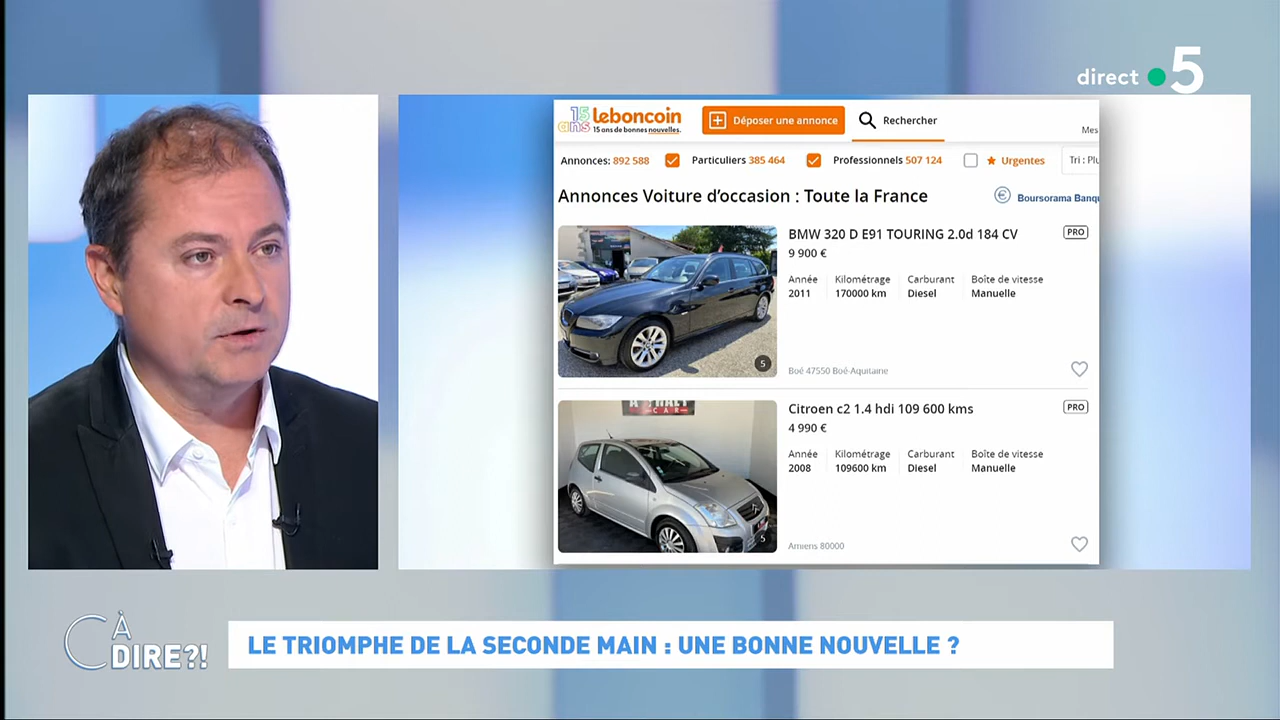 direct 5
15 ans leboncoin
15 ans de bonnes nouvelles.
Déposer une annonce
Rechercher
Mes
Annonces: 892 588
Particuliers 385 464
Professionnels 507 124
Urgentes
Tri : Plu
Annonces Voiture d’occasion : Toute la France
Boursorama Banqu
BMW 320 D E91 TOURING 2.0d 184 CV
PRO
9 900 €
Année Kilométrage Carburant Boîte de vitesse
2011 170000 km Diesel Manuelle
5
Boé 47550 Boé-Aquitaine
CAR
Citroen c2 1.4 hdi 109 600 kms
PRO
4 990 €
Année Kilométrage Carburant Boîte de vitesse
2008 109600 km Diesel Manuelle
5
Amiens 80000
C À DIRE?!
LE TRIOMPHE DE LA SECONDE MAIN : UNE BONNE NOUVELLE ?